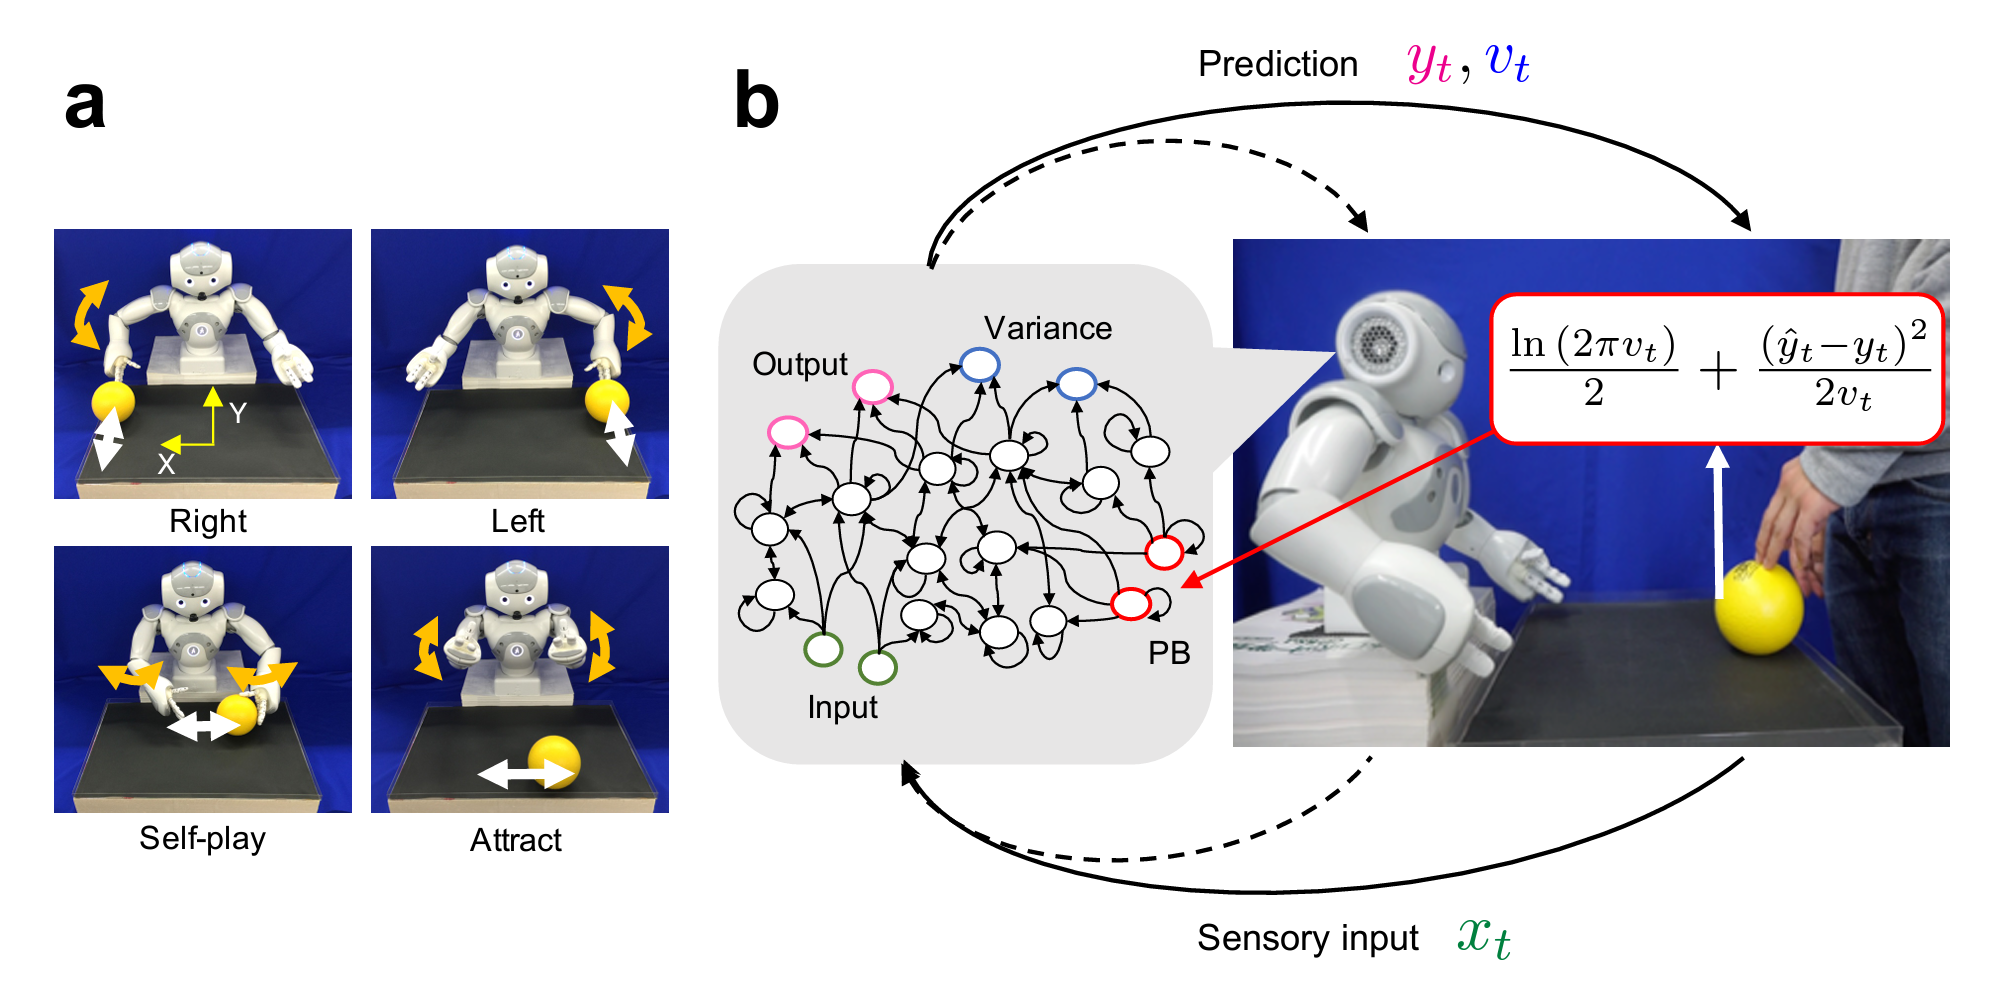 a
b
Prediction $y_t, v_t$
Y
X
Right
Left
Self-play
Attract
Output
Variance
Input
PB
$\frac{\ln(2\pi v_t)}{2} + \frac{(\hat{y}_t - y_t)^2}{2v_t}$
Sensory input $x_t$